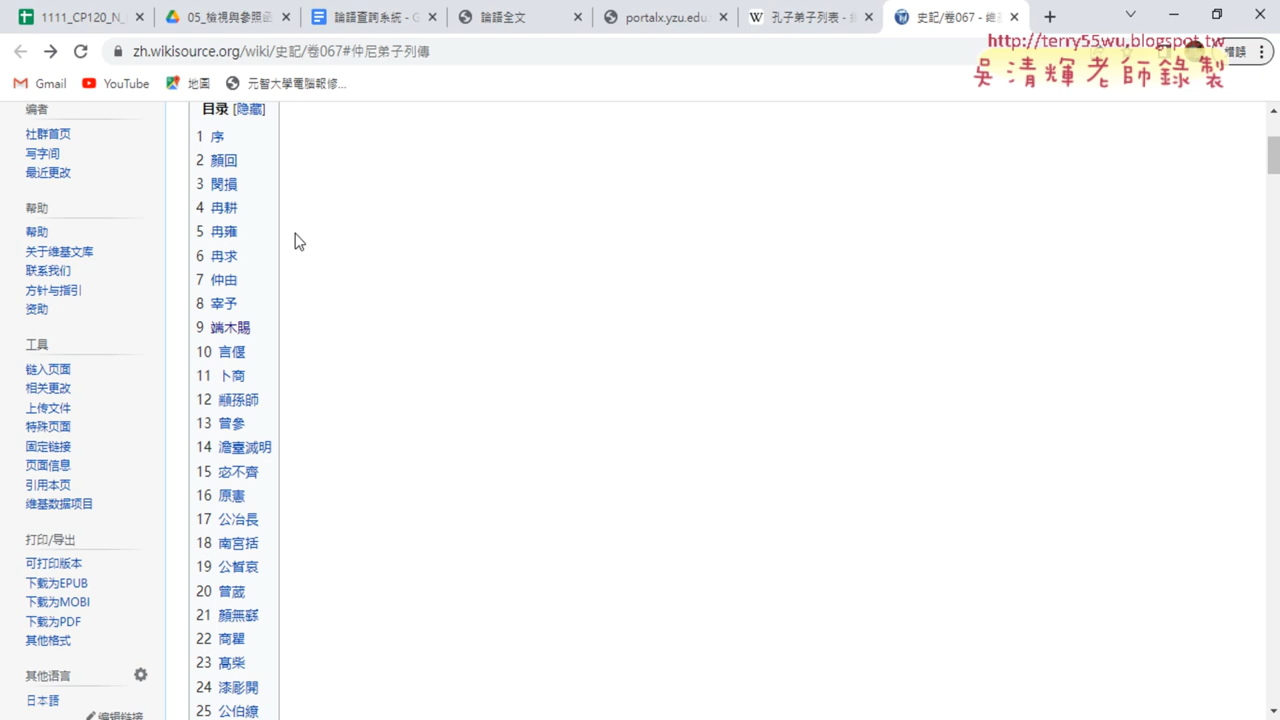 1111_CP120_N_
05_檢視與參照函
論語查詢系統 - G
論語全文
portalx.yzu.edu.
孔子弟子列表 - 維
史記/卷067 - 維基
http://terry55wu.blogspot.tw
zh.wikisource.org/wiki/史記/卷067#仲尼弟子列傳
錯誤
吳清輝老師錄製
Gmail
YouTube
地圖
元智大學電腦報修...
编者
社群首页
写字间
最近更改
帮助
帮助
关于维基文库
联系我们
方针与指引
资助
工具
链入页面
相关更改
上传文件
特殊页面
固定链接
页面信息
引用本页
维基数据项目
打印/导出
可打印版本
下载为EPUB
下载为MOBI
下载为PDF
其他格式
其他语言
日本語
编辑链接
目录 [隐藏]
1 序
2 顏回
3 閔損
4 冉耕
5 冉雍
6 冉求
7 仲由
8 宰予
9 端木賜
10 言偃
11 卜商
12 顓孫師
13 曾參
14 澹臺滅明
15 宓不齊
16 原憲
17 公冶長
18 南宮括
19 公皙哀
20 曾蒧
21 顏無繇
22 商瞿
23 高柴
24 漆彫開
25 公伯繚